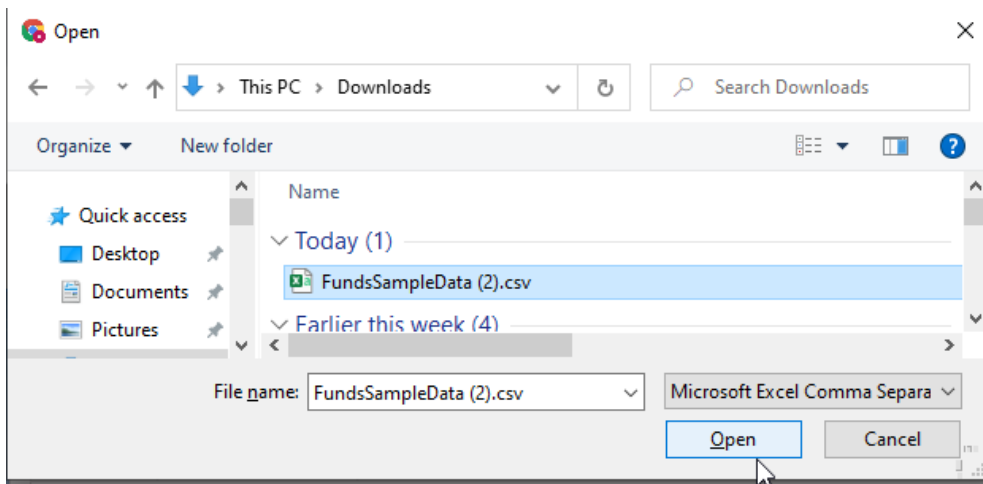 Open
This PC > Downloads
Search Downloads
Organize
New folder
Name
Quick access
Desktop
Documents
Pictures
Today (1)
FundsSampleData (2).csv
Earlier this week (4)
File name: FundsSampleData (2).csv
Microsoft Excel Comma Separa
Open
Cancel